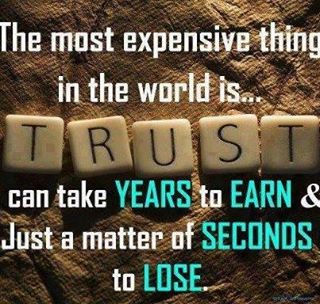 The most expensive thing
in the world is...
TRUST
can take YEARS to EARN &
Just a matter of SECONDS
to LOSE.